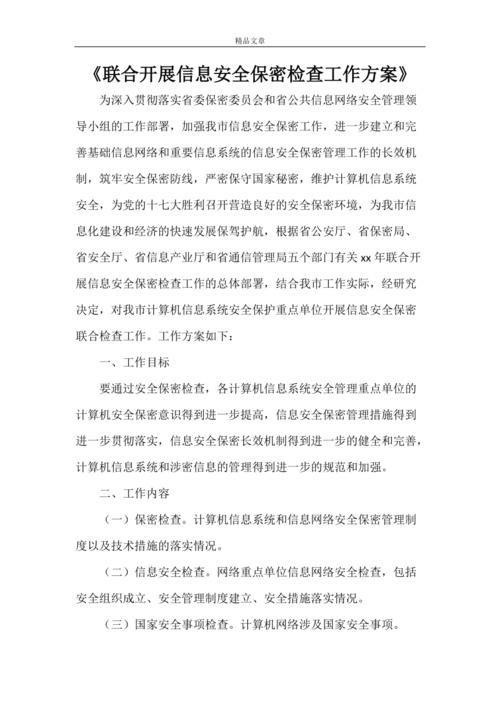 精品文章
《联合开展信息安全保密检查工作方案》
为深入贯彻落实省委保密委员会和省公共信息网络安全管理领
导小组的工作部署，加强我市信息安全保密工作，进一步建立和完
善基础信息网络和重要信息系统的信息安全保密管理工作的长效机
制，筑牢安全保密防线，严密保守国家秘密，维护计算机信息系统
安全，为党的十七大胜利召开营造良好的安全保密环境，为我市信
息化建设和经济的快速发展保驾护航，根据省公安厅、省保密局、
省安全厅、省信息产业厅和省通信管理局五个部门有关xx年联合开
展信息安全保密检查工作的总体部署，结合我市工作实际，经研究
决定，对我市计算机信息系统安全保护重点单位开展信息安全保密
联合检查工作。工作方案如下：
一、工作目标
要通过安全保密检查，各计算机信息系统安全管理重点单位的
计算机安全保密意识得到进一步提高，信息安全保密管理措施得到
进一步贯彻落实，信息安全保密长效机制得到进一步的健全和完善，
计算机信息系统和涉密信息的管理得到进一步的规范和加强。
二、工作内容
（一）保密检查。计算机信息系统和信息网络安全保密管理制
度以及技术措施的落实情况。
（二）信息安全检查。网络重点单位信息网络安全检查，包括
安全组织成立、安全管理制度建立、安全措施落实情况。
（三）国家安全事项检查。计算机网络涉及国家安全事项。